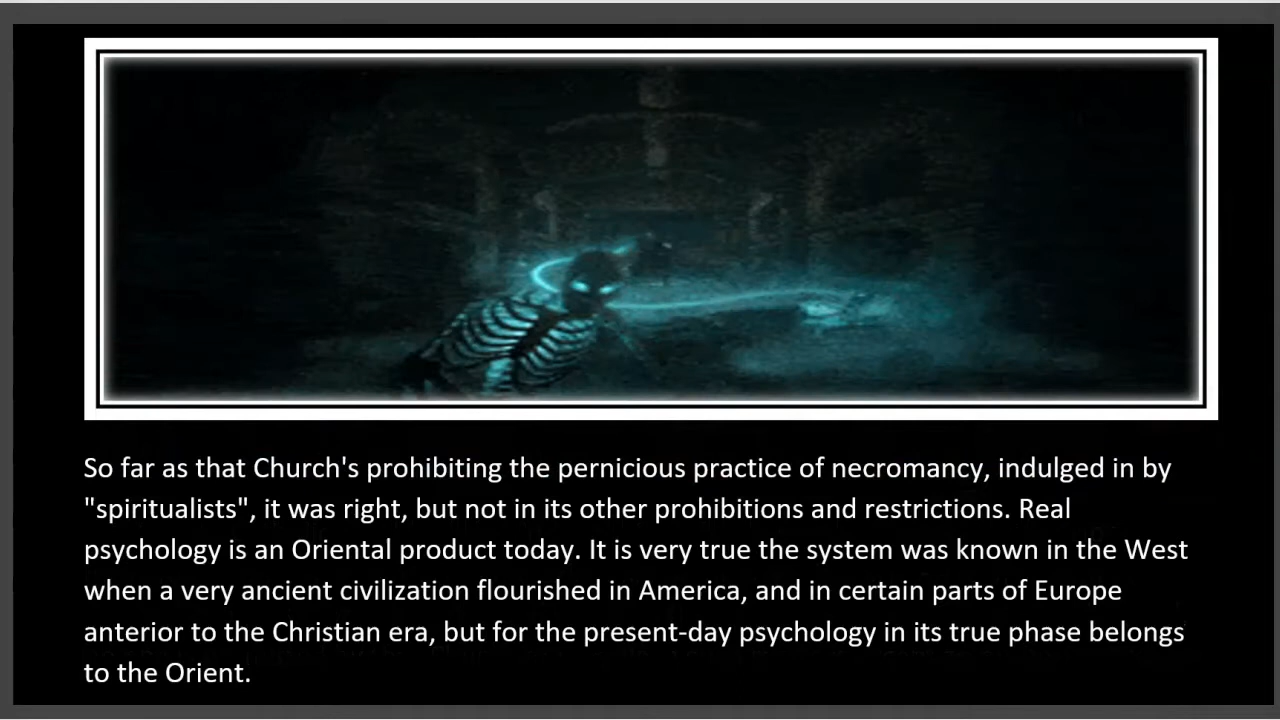 So far as that Church's prohibiting the pernicious practice of necromancy, indulged in by
"spiritualists", it was right, but not in its other prohibitions and restrictions. Real
psychology is an Oriental product today. It is very true the system was known in the West
when a very ancient civilization flourished in America, and in certain parts of Europe
anterior to the Christian era, but for the present-day psychology in its true phase belongs
to the Orient.